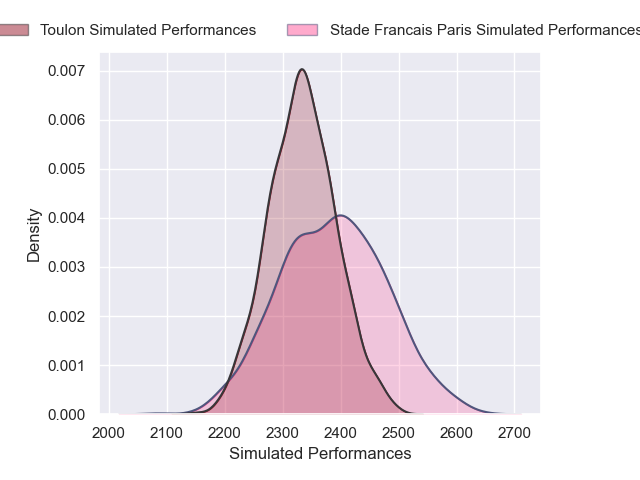 Toulon Simulated Performances
Stade Francais Paris Simulated Performances
0.007
0.006
0.005
0.004
0.003
0.002
0.001
0.000
Density
2000 2100 2200 2300 2400 2500 2600 2700
Simulated Performances